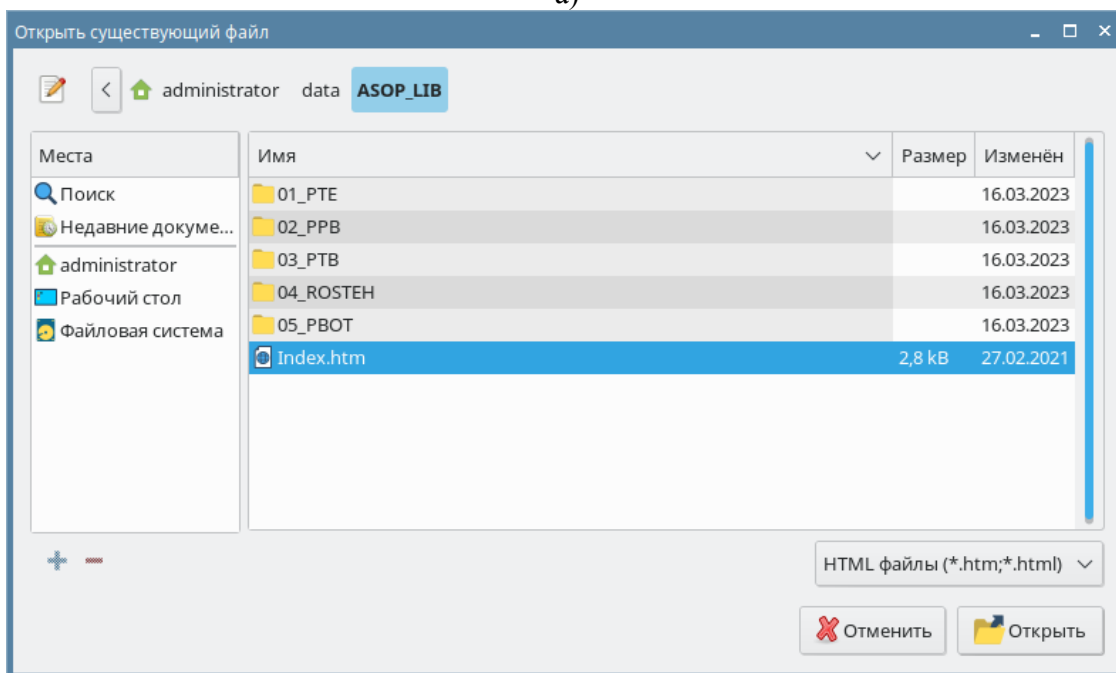 а)
Открыть существующий файл
administrator data ASOP_LIB
Места
Имя Размер Изменён
Поиск
01_PTE 16.03.2023
Недавние докуме...
02_PPB 16.03.2023
administrator
03_PTB 16.03.2023
Рабочий стол
04_ROSTEH 16.03.2023
Файловая система
05_PBOT 16.03.2023
Index.htm 2,8 kB 27.02.2021
HTML файлы (*.htm;*.html)
Отменить Открыть